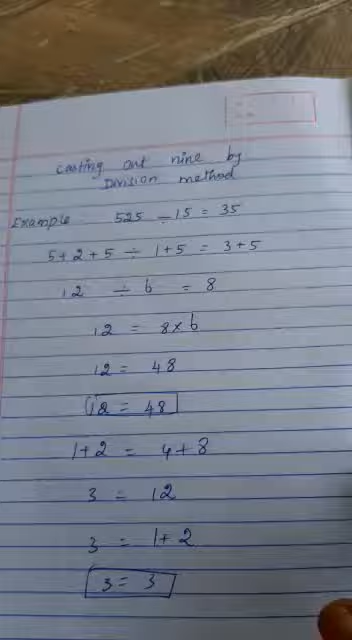 casting out nine by
Division method
Example 525 ÷ 15 = 35
5+2+5 ÷ 1+5 = 3+5
12 ÷ 6 = 8
12 = 8×6
12 = 48
12 = 48
1+2 = 4+8
3 = 12
3 = 1+2
3 = 3